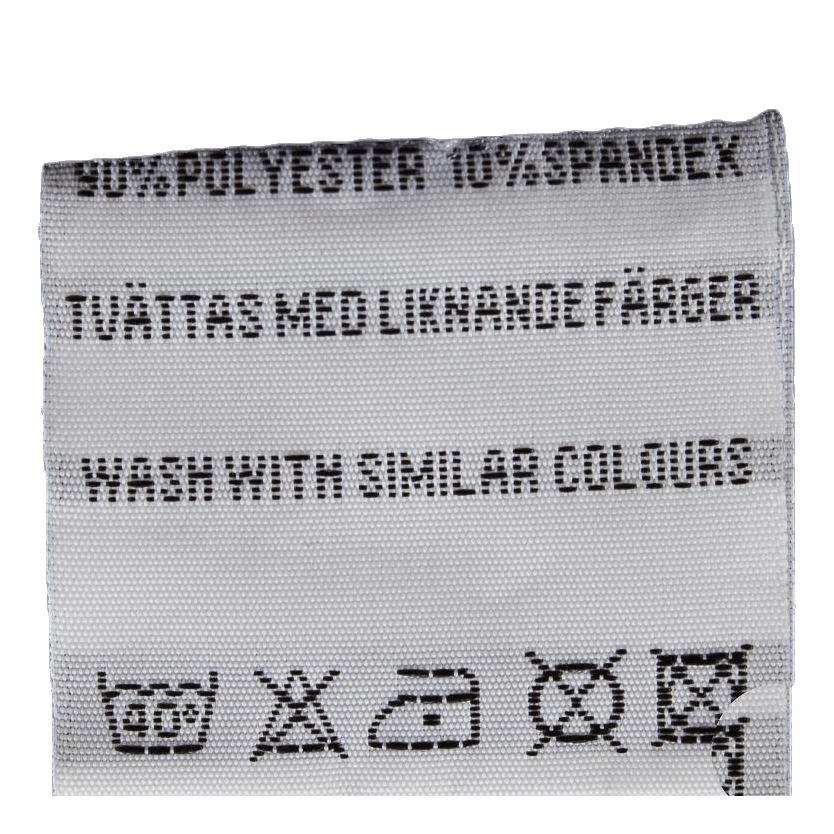 90% POLYESTER 10% SPANDEX
TVÄTTAS MED LIKNANDE FÄRGER
WASH WITH SIMILAR COLOURS
40°